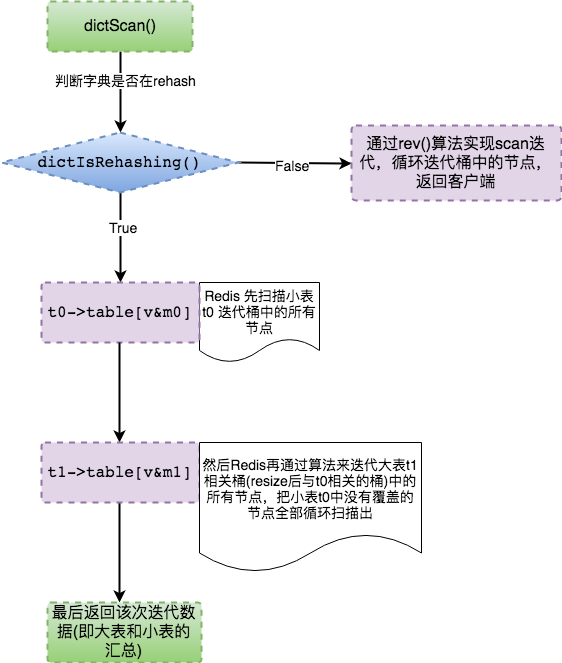 dictScan()
判断字典是否在rehash
dictIsRehashing()
False
通过rev()算法实现scan迭
代，循环迭代桶中的节点，
返回客户端
True
t0->table[v&m0]
Redis 先扫描小表
t0 迭代桶中的所有
节点
t1->table[v&m1]
然后Redis再通过算法来迭代大表t1
相关桶(resize后与t0相关的桶)中的
所有节点，把小表t0中没有覆盖的
节点全部循环扫描出
最后返回该次迭代数
据(即大表和小表的
汇总)